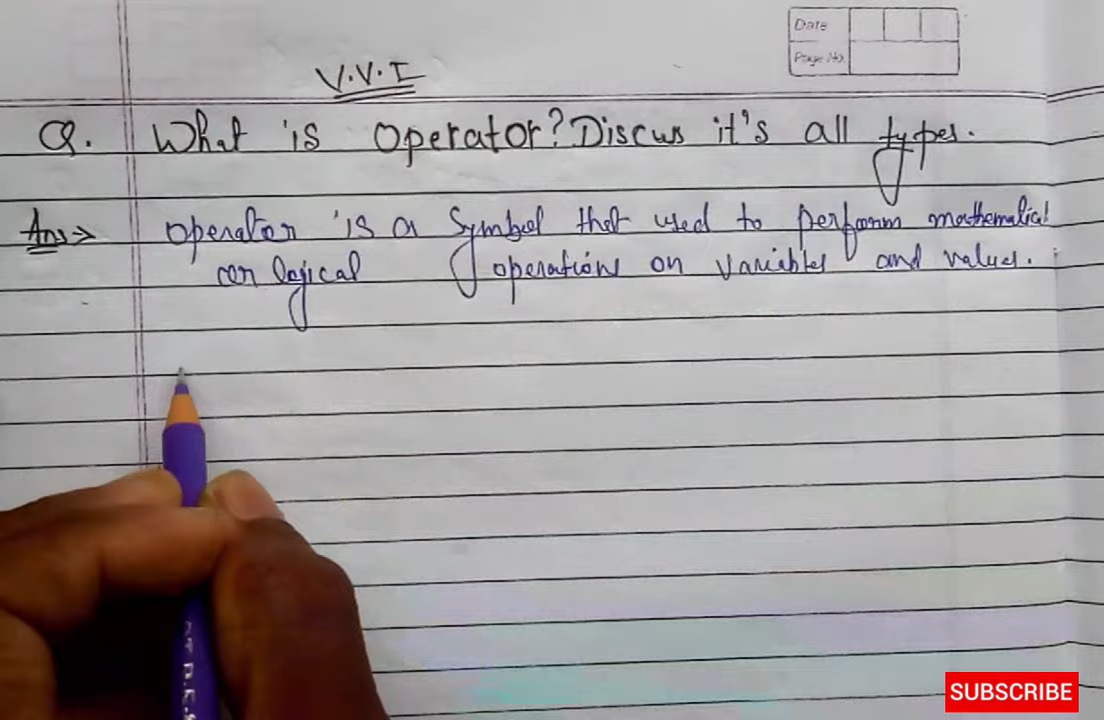 Date
Page No.
V.V.I
Q. What is Operator? Discus it's all types.
Ans→ Operator is a Symbol that used to perform mathematical
or logical operations on variables and values.
SUBSCRIBE